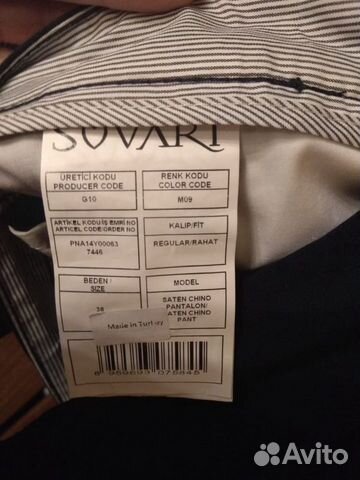 SUVARI
ÜRETİCİ KODU
PRODUCER CODE
G10
RENK KODU
COLOR CODE
M09
ARTİKEL KODU/İŞ EMRİ NO
ARTICEL CODE/ORDER NO
PNA14Y00063
7446
KALIP/FİT
REGULAR/RAHAT
BEDEN /
SIZE
38
MODEL
SATEN CHINO
PANTALON/
SATEN CHINO
PANT
Made in Turkey
Avito